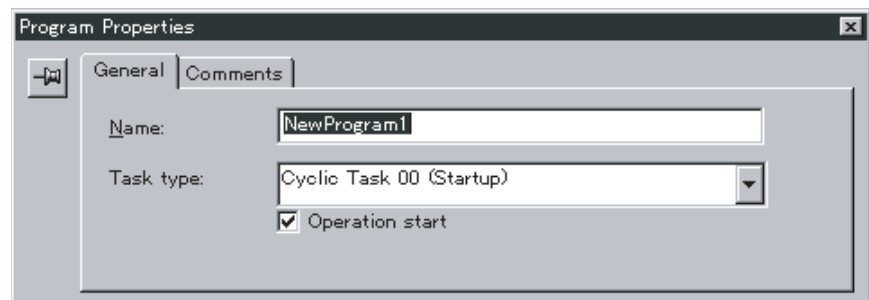 Program Properties
General Comments
Name: NewProgram1
Task type: Cyclic Task 00 (Startup)
Operation start